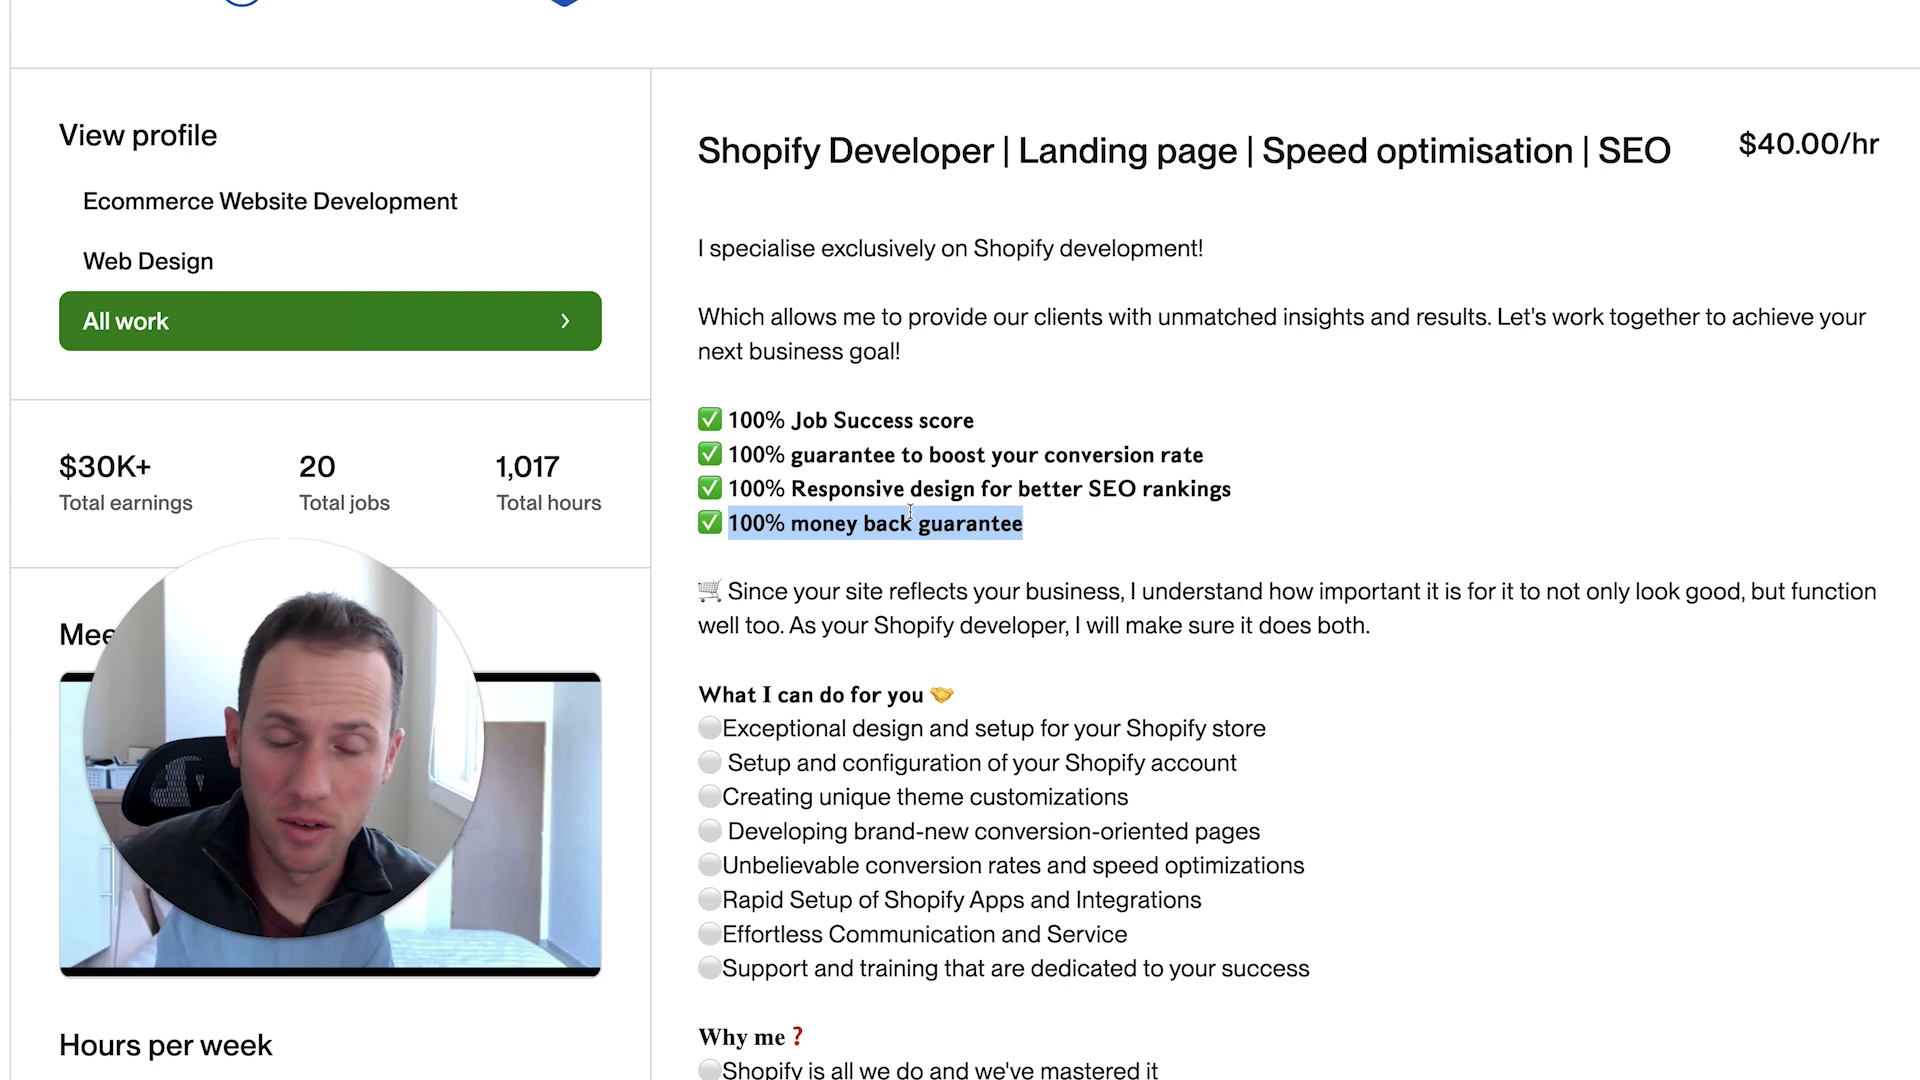 View profile
Ecommerce Website Development
Web Design
All work
$30K+
20
1,017
Total earnings
Total jobs
Total hours
Mee
Hours per week
Shopify Developer | Landing page | Speed optimisation | SEO
$40.00/hr
I specialise exclusively on Shopify development!
Which allows me to provide our clients with unmatched insights and results. Let's work together to achieve your
next business goal!
✅ 100% Job Success score
✅ 100% guarantee to boost your conversion rate
✅ 100% Responsive design for better SEO rankings
✅ 100% money back guarantee
🛒 Since your site reflects your business, I understand how important it is for it to not only look good, but function
well too. As your Shopify developer, I will make sure it does both.
What I can do for you 🤝
⚪Exceptional design and setup for your Shopify store
⚪ Setup and configuration of your Shopify account
⚪Creating unique theme customizations
⚪ Developing brand-new conversion-oriented pages
⚪Unbelievable conversion rates and speed optimizations
⚪Rapid Setup of Shopify Apps and Integrations
⚪Effortless Communication and Service
⚪Support and training that are dedicated to your success
Why me ❓
⚪Shopify is all we do and we've mastered it